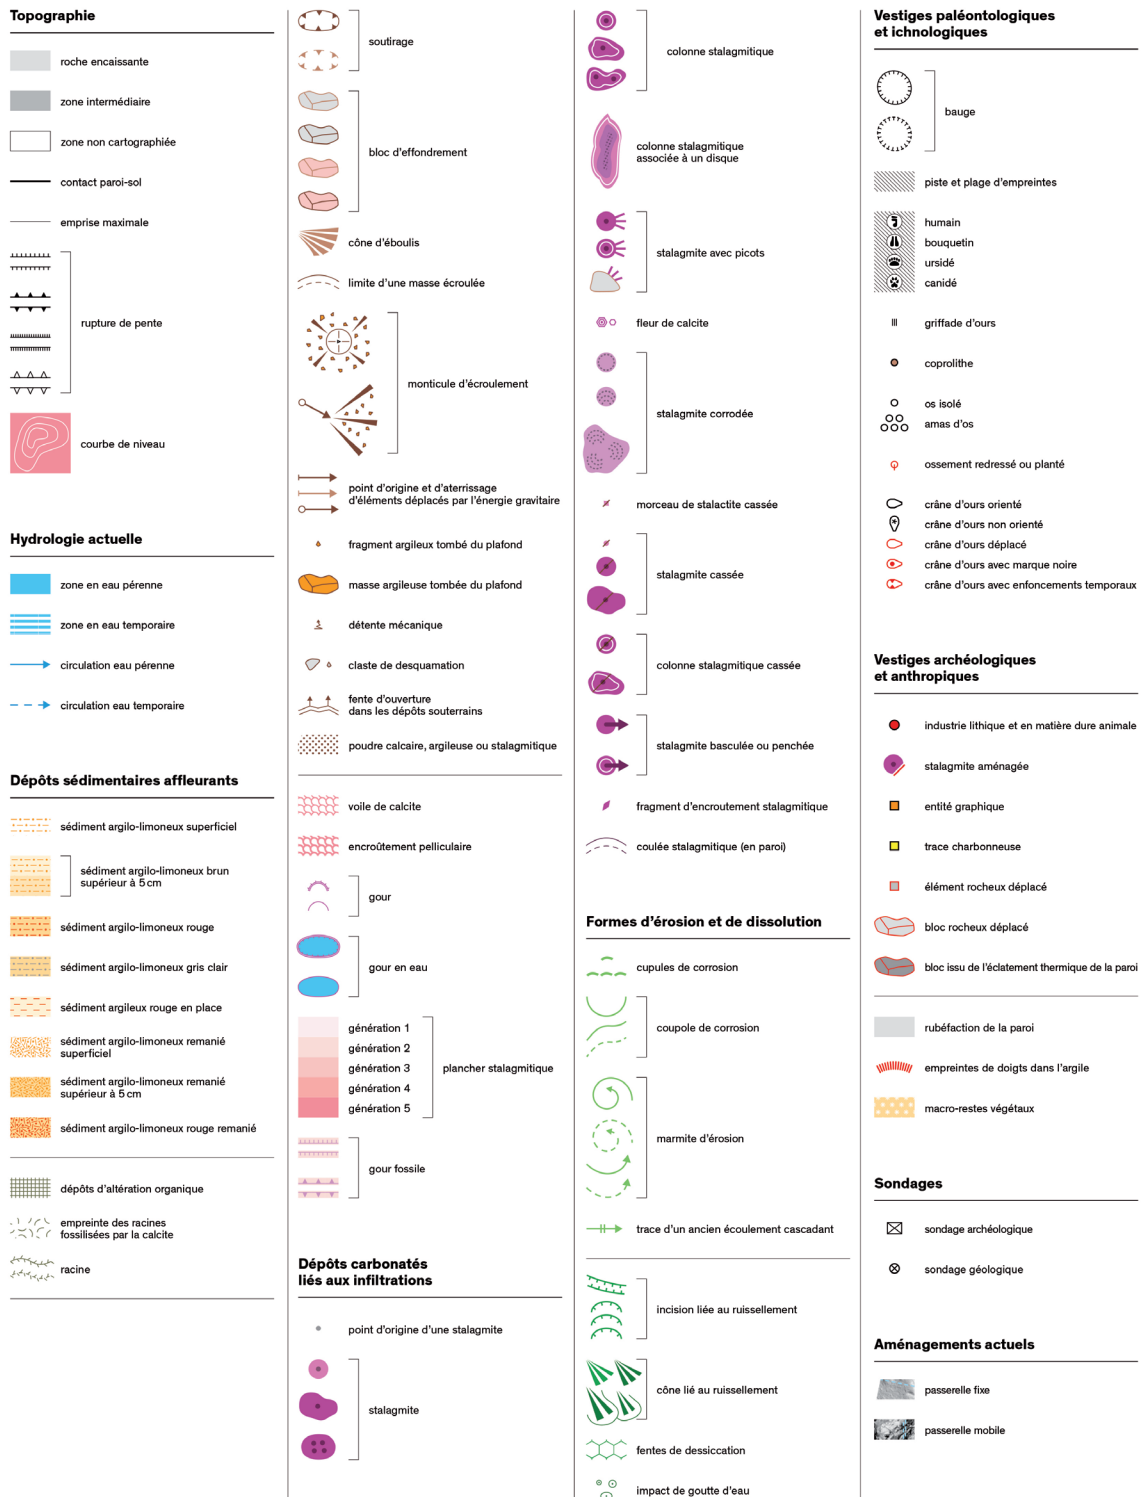 Topographie
roche encaissante
zone intermédiaire
zone non cartographiée
contact paroi-sol
emprise maximale
rupture de pente
courbe de niveau
Hydrologie actuelle
zone en eau pérenne
zone en eau temporaire
circulation eau pérenne
circulation eau temporaire
Dépôts sédimentaires affleurants
sédiment argilo-limoneux superficiel
sédiment argilo-limoneux brun
supérieur à 5 cm
sédiment argilo-limoneux rouge
sédiment argilo-limoneux gris clair
sédiment argileux rouge en place
sédiment argilo-limoneux remanié
superficiel
sédiment argilo-limoneux remanié
supérieur à 5 cm
sédiment argilo-limoneux rouge remanié
dépôts d'altération organique
empreinte des racines
fossilisées par la calcite
racine
soutirage
bloc d'effondrement
cône d'éboulis
limite d'une masse écroulée
monticule d'écroulement
point d'origine et d'aterrissage
d'éléments déplacés par l'énergie gravitaire
fragment argileux tombé du plafond
masse argileuse tombée du plafond
détente mécanique
claste de desquamation
fente d'ouverture
dans les dépôts souterrains
poudre calcaire, argileuse ou stalagmitique
voile de calcite
encroûtement pelliculaire
gour
gour en eau
génération 1
génération 2
génération 3
génération 4
génération 5
plancher stalagmitique
gour fossile
Dépôts carbonatés
liés aux infiltrations
point d'origine d'une stalagmite
stalagmite
colonne stalagmitique
colonne stalagmitique
associée à un disque
stalagmite avec picots
fleur de calcite
stalagmite corrodée
morceau de stalactite cassée
stalagmite cassée
colonne stalagmitique cassée
stalagmite basculée ou penchée
fragment d'encroutement stalagmitique
coulée stalagmitique (en paroi)
Formes d'érosion et de dissolution
cupules de corrosion
coupole de corrosion
marmite d'érosion
trace d'un ancien écoulement cascadant
incision liée au ruissellement
cône lié au ruissellement
fentes de dessiccation
impact de goutte d'eau
Vestiges paléontologiques
et ichnologiques
bauge
piste et plage d'empreintes
humain
bouquetin
ursidé
canidé
griffade d'ours
coprolithe
os isolé
amas d'os
ossement redressé ou planté
crâne d'ours orienté
crâne d'ours non orienté
crâne d'ours déplacé
crâne d'ours avec marque noire
crâne d'ours avec enfoncements temporaux
Vestiges archéologiques
et anthropiques
industrie lithique et en matière dure animale
stalagmite aménagée
entité graphique
trace charbonneuse
élément rocheux déplacé
bloc rocheux déplacé
bloc issu de l'éclatement thermique de la paroi
rubéfaction de la paroi
empreintes de doigts dans l'argile
macro-restes végétaux
Sondages
sondage archéologique
sondage géologique
Aménagements actuels
passerelle fixe
passerelle mobile